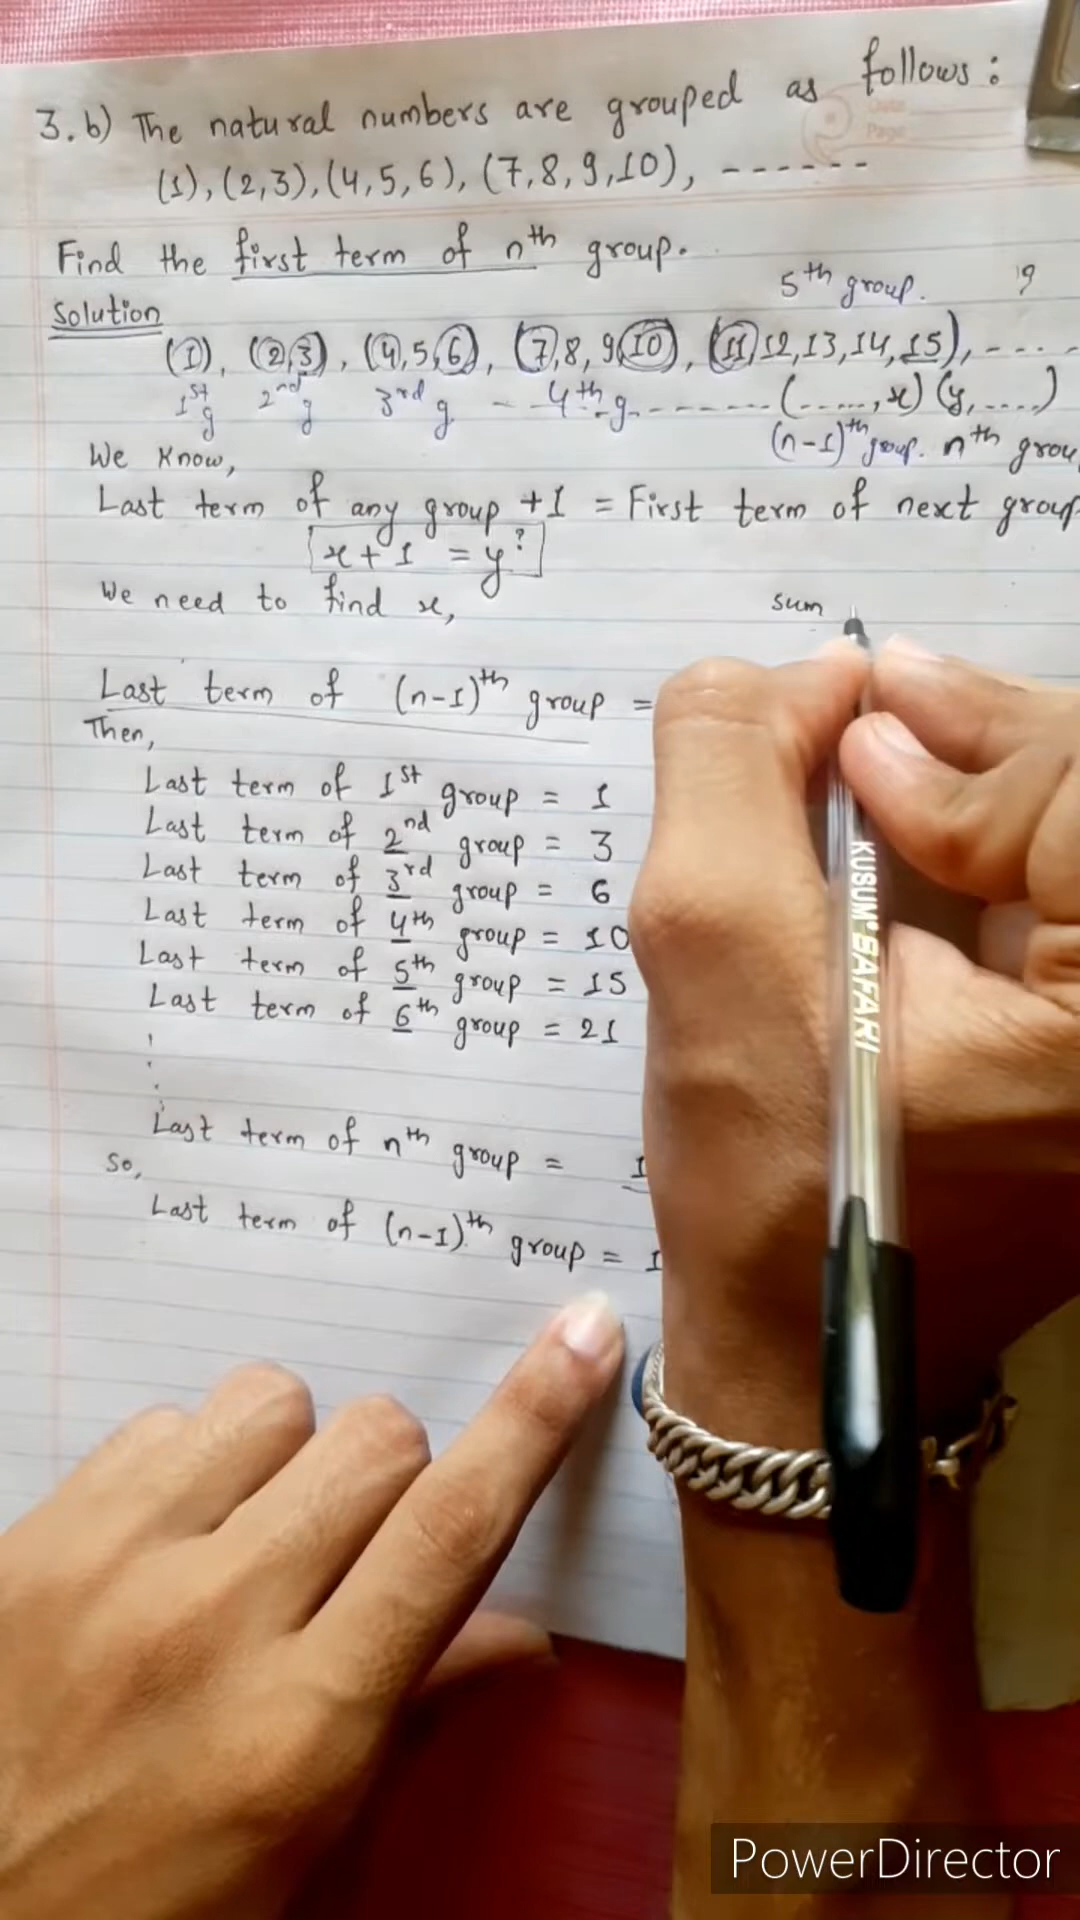 3. b) The natural numbers are grouped as follows:
(1), (2,3), (4,5,6), (7,8,9,10), ------
Find the first term of nth group.
Solution
5th group.
(1), (2,3), (4,5,6), (7,8,9,10), (11,12,13,14,15), - - - -
1st g 2nd g 3rd g - - 4th g. ------- (......, x) (y, ....)
(n-1)th group. nth grou
We Know,
Last term of any group +1 = First term of next group
x + 1 = y?
We need to find x,
sum
Last term of (n-1)th group =
Then,
Last term of 1st group = 1
Last term of 2nd group = 3
Last term of 3rd group = 6
Last term of 4th group = 10
Last term of 5th group = 15
Last term of 6th group = 21
Last term of nth group = 1
So,
Last term of (n-1)th group = 1
KUSUM SAFARI
PowerDirector